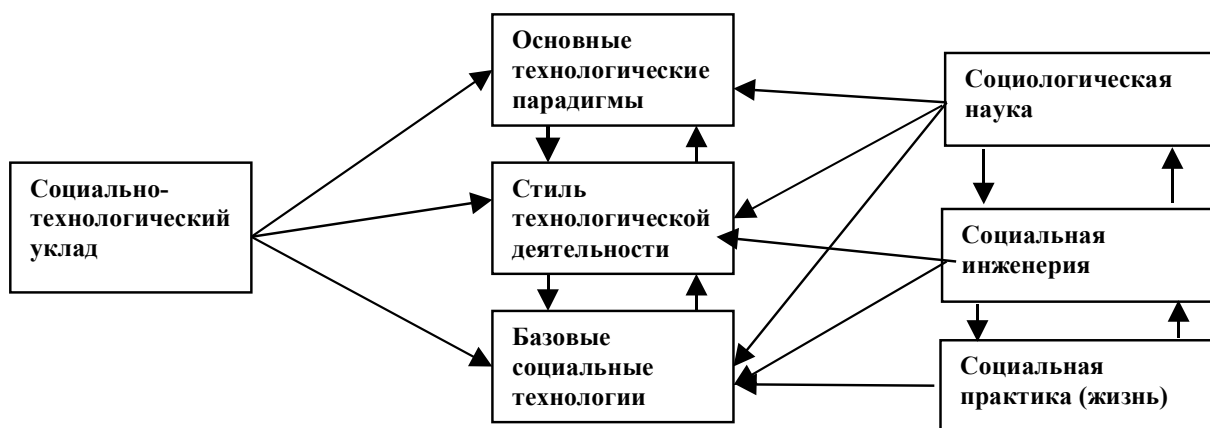 Социально-
технологический
уклад
Основные
технологические
парадигмы
Стиль
технологической
деятельности
Базовые
социальные
технологии
Социологическая
наука
Социальная
инженерия
Социальная
практика (жизнь)